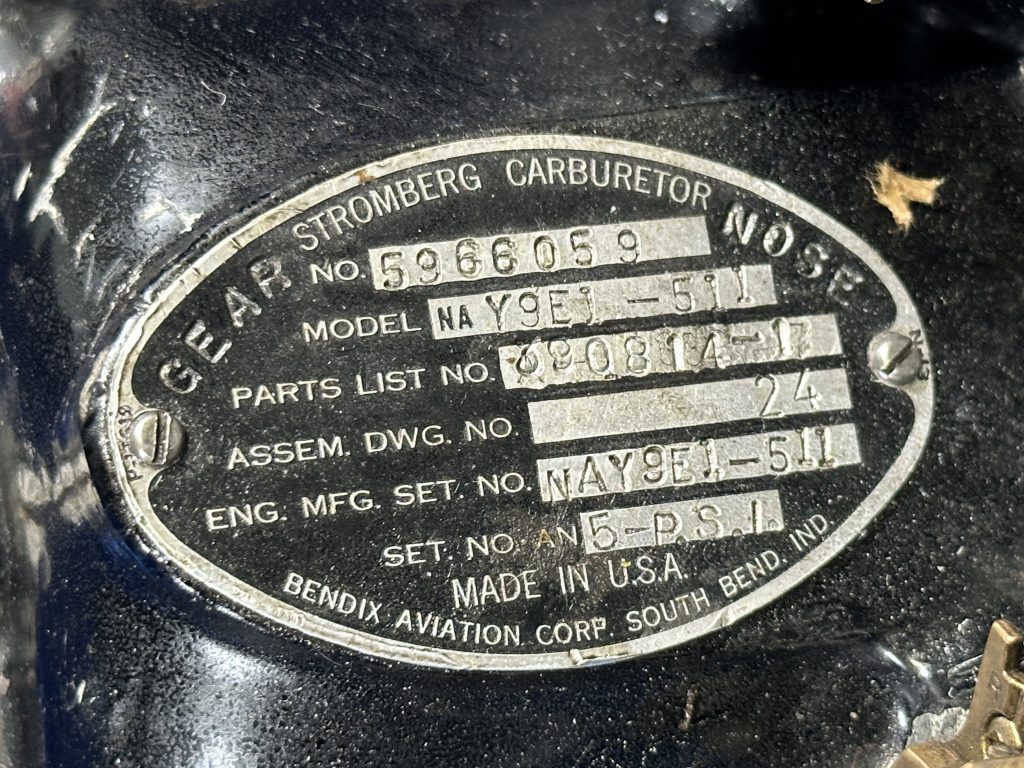 STROMBERG CARBURETOR
GEAR NOSE
NO. 5966059
MODEL NA Y9E1-511
PARTS LIST NO.
ASSEM. DWG. NO. 24
ENG. MFG. SET. NO. NAY9E1-511
SET. NO. AN 5-P.S.I.
MADE IN U.S.A.
BENDIX AVIATION CORP. SOUTH BEND, IND.